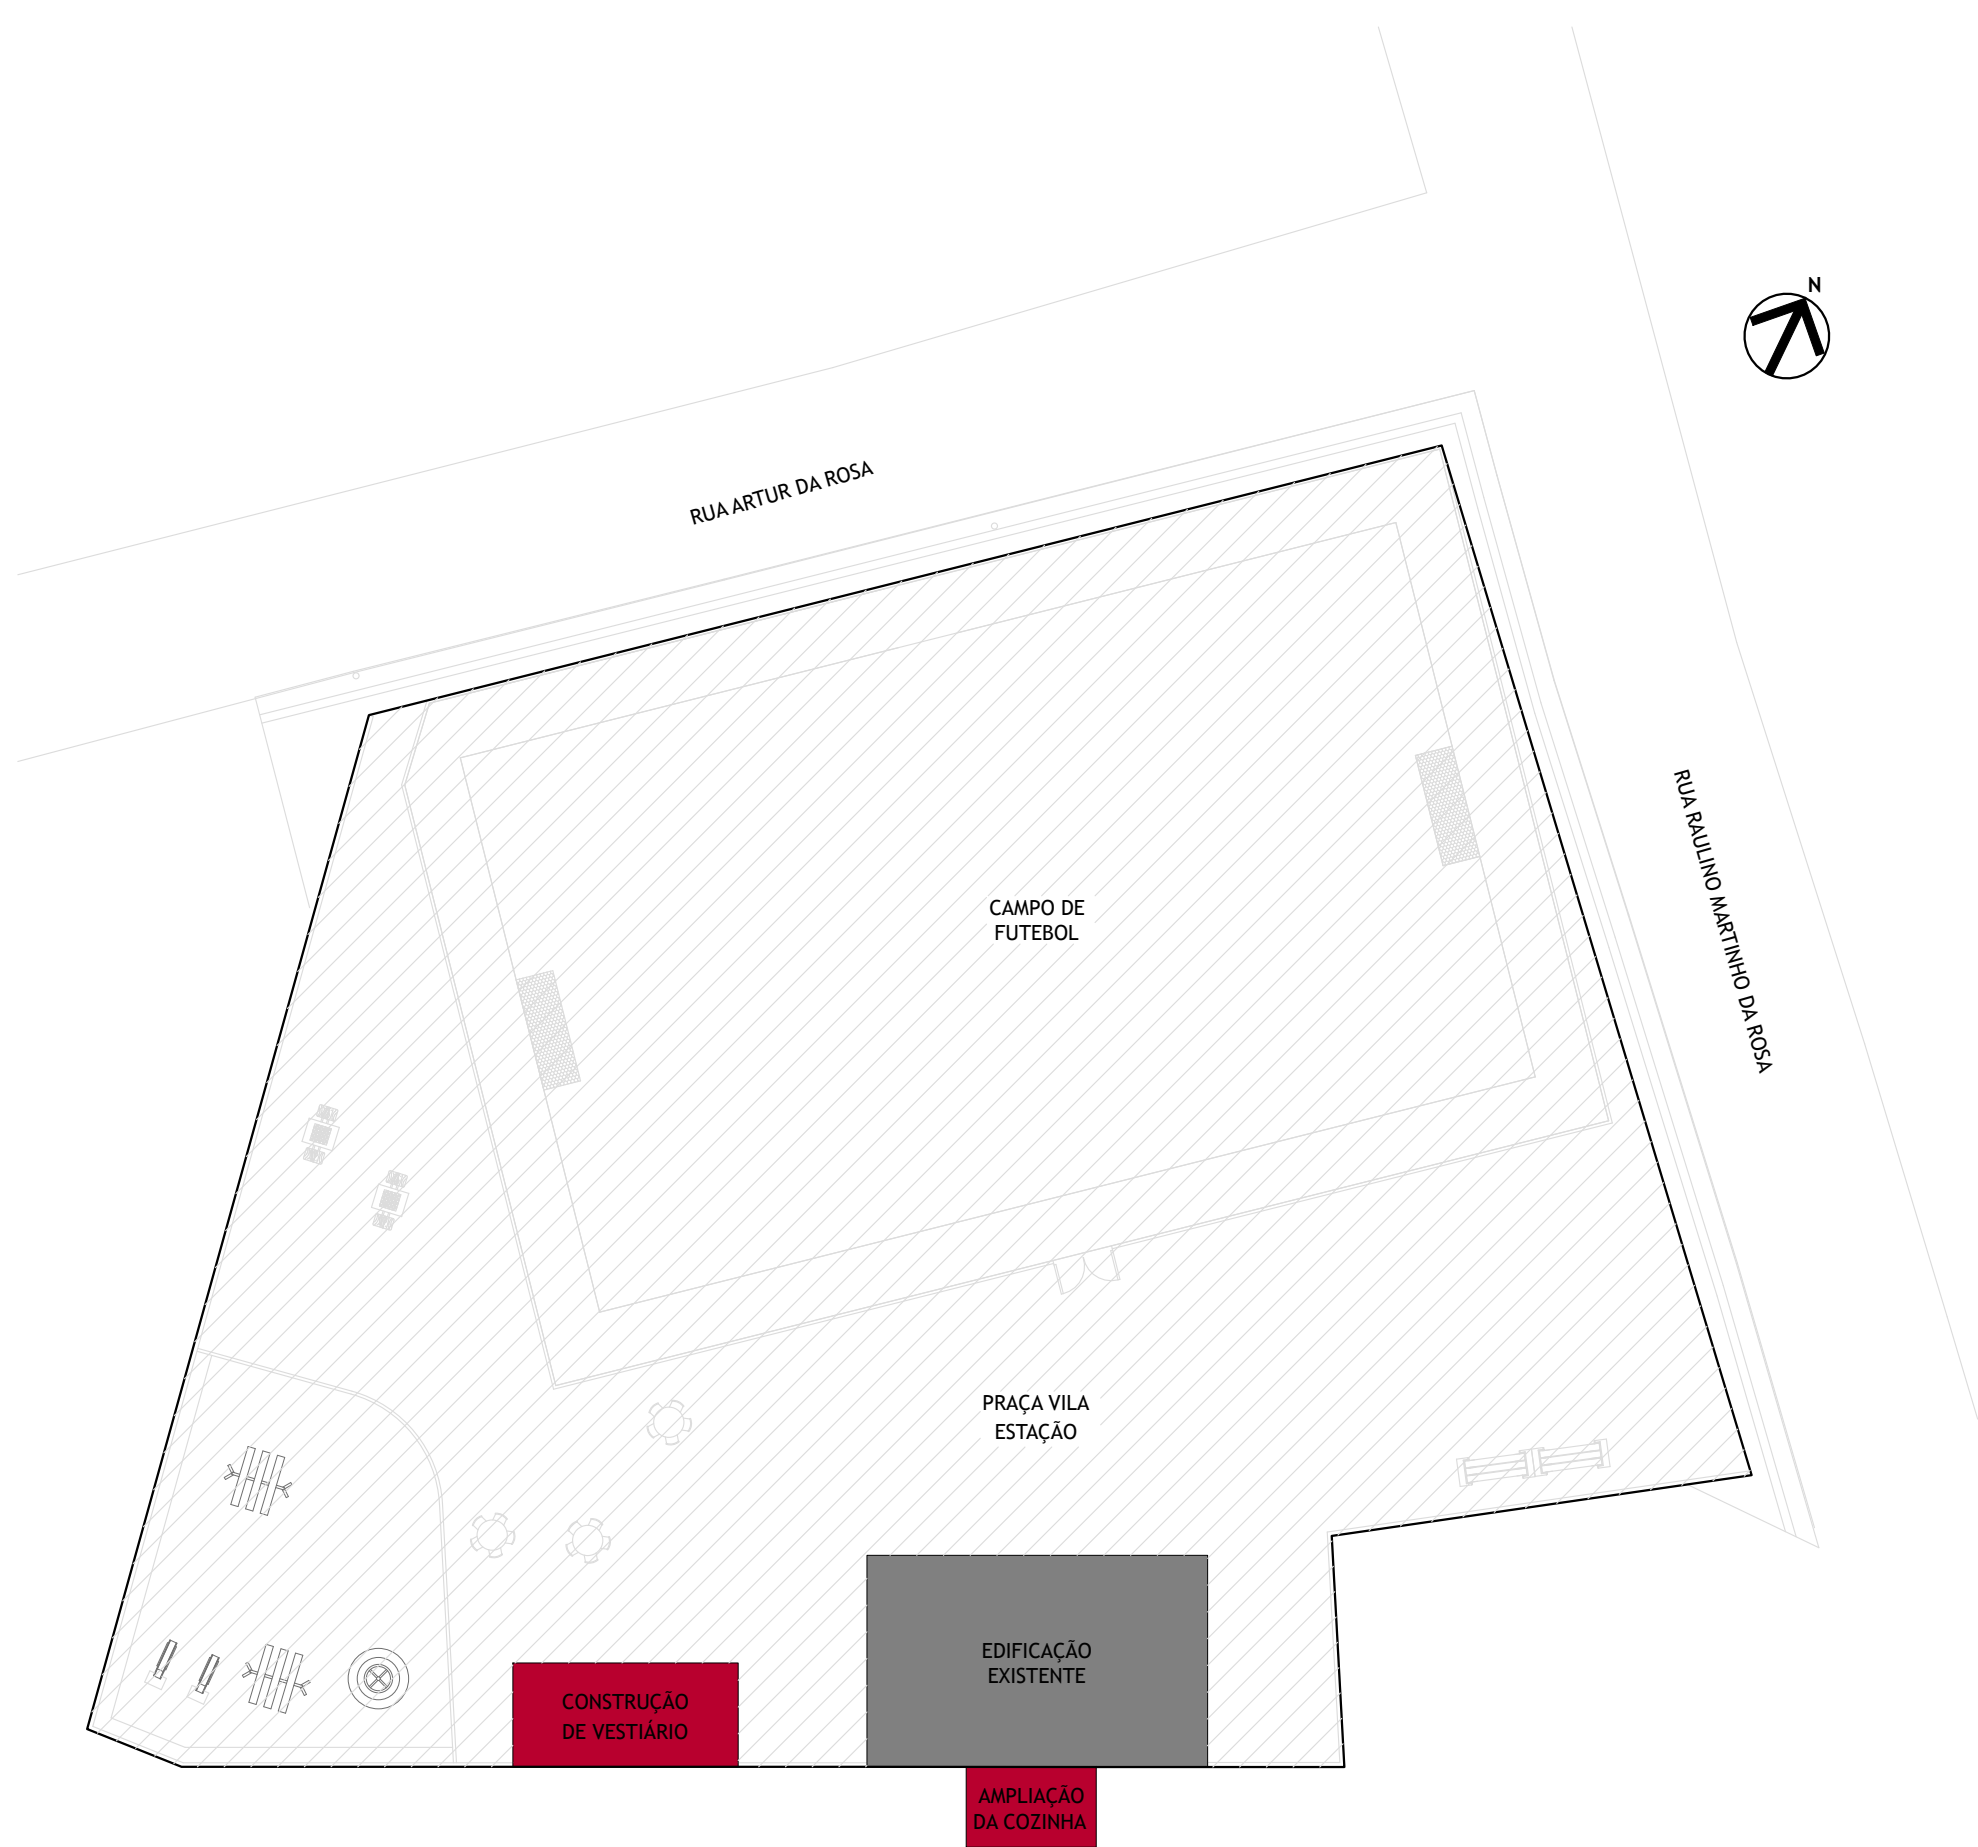 N
RUA ARTUR DA ROSA
RUA RAULINO MARTINHO DA ROSA
CAMPO DE
FUTEBOL
PRAÇA VILA
ESTAÇÃO
EDIFICAÇÃO
EXISTENTE
CONSTRUÇÃO
DE VESTIÁRIO
AMPLIAÇÃO
DA COZINHA